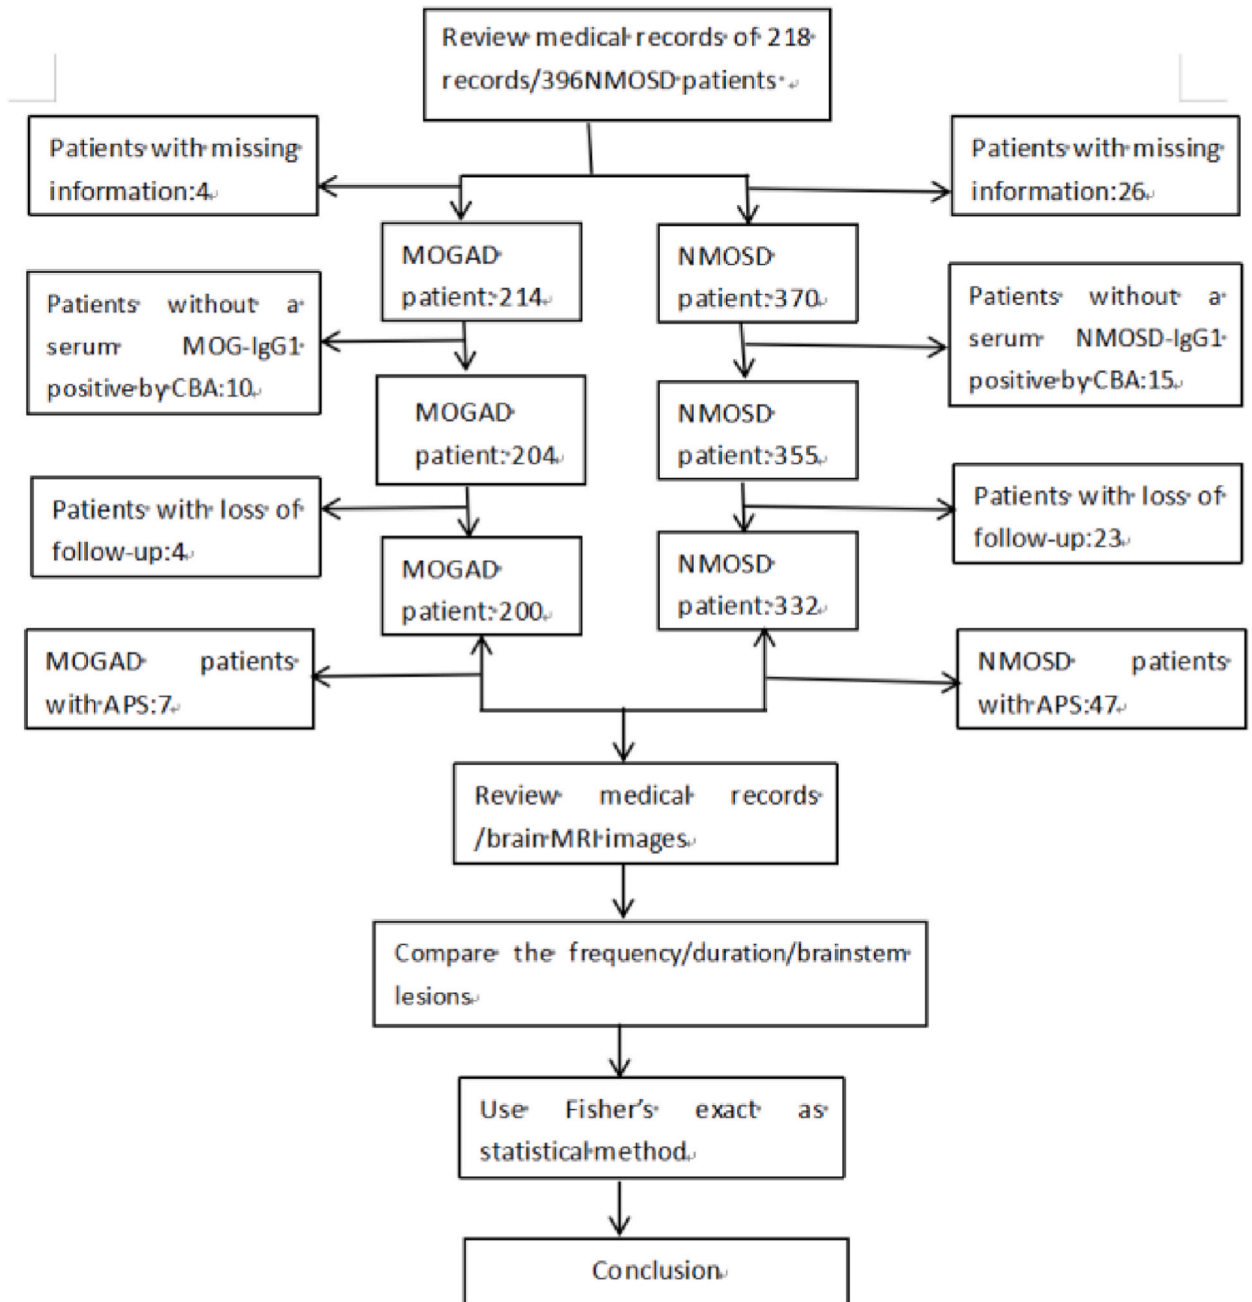 Review medical records of 218
records/396NMOSD patients
Patients with missing
information:4
Patients with missing
information:26
MOGAD
patient:214
NMOSD
patient:370
Patients without a
serum MOG-IgG1
positive by CBA:10
Patients without a
serum NMOSD-IgG1
positive by CBA:15
MOGAD
patient:204
NMOSD
patient:355
Patients with loss of
follow-up:4
Patients with loss of
follow-up:23
MOGAD
patient:200
NMOSD
patient:332
MOGAD patients
with APS:7
NMOSD patients
with APS:47
Review medical records
/brain MRI images
Compare the frequency/duration/brainstem
lesions
Use Fisher's exact as
statistical method
Conclusion